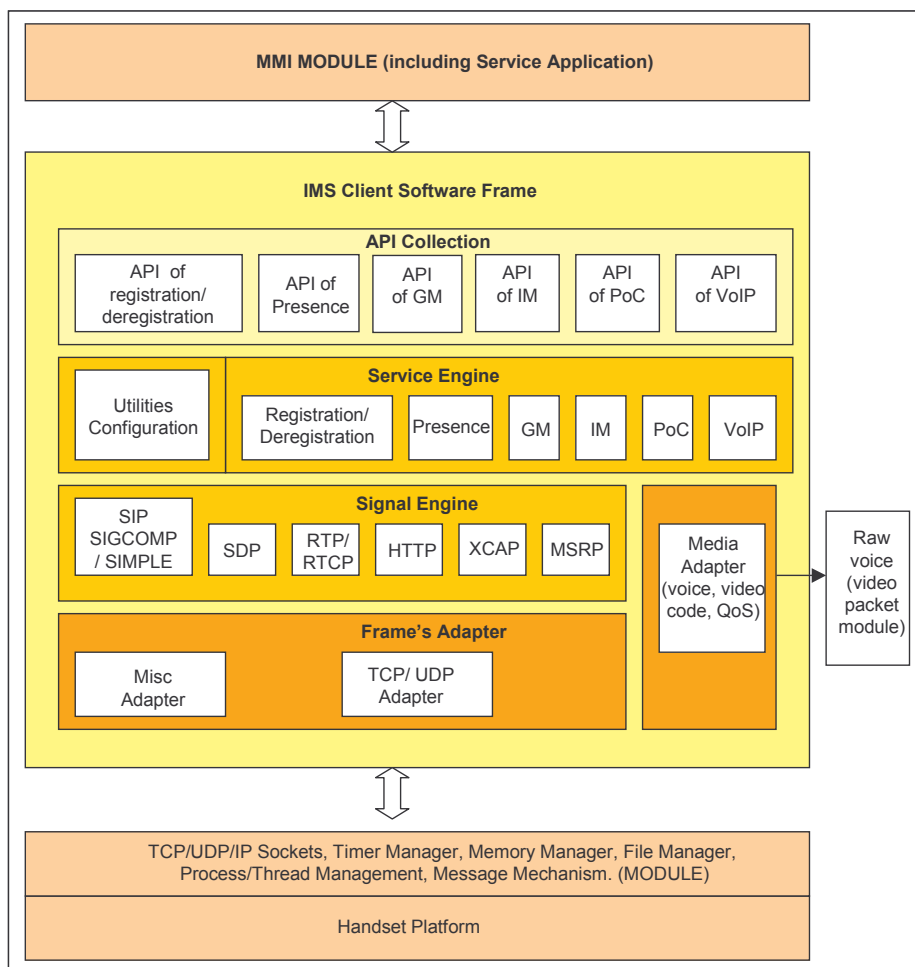 MMI MODULE (including Service Application)
IMS Client Software Frame
API Collection
API of
registration/
deregistration
API of
Presence
API
of GM
API
of IM
API
of PoC
API
of VoIP
Utilities
Configuration
Service Engine
Registration/
Deregistration
Presence
GM
IM
PoC
VoIP
Signal Engine
SIP
SIGCOMP
/ SIMPLE
SDP
RTP/
RTCP
HTTP
XCAP
MSRP
Media
Adapter
(voice, video
code, QoS)
Raw
voice
(video
packet
module)
Frame's Adapter
Misc
Adapter
TCP/ UDP
Adapter
TCP/UDP/IP Sockets, Timer Manager, Memory Manager, File Manager,
Process/Thread Management, Message Mechanism. (MODULE)
Handset Platform